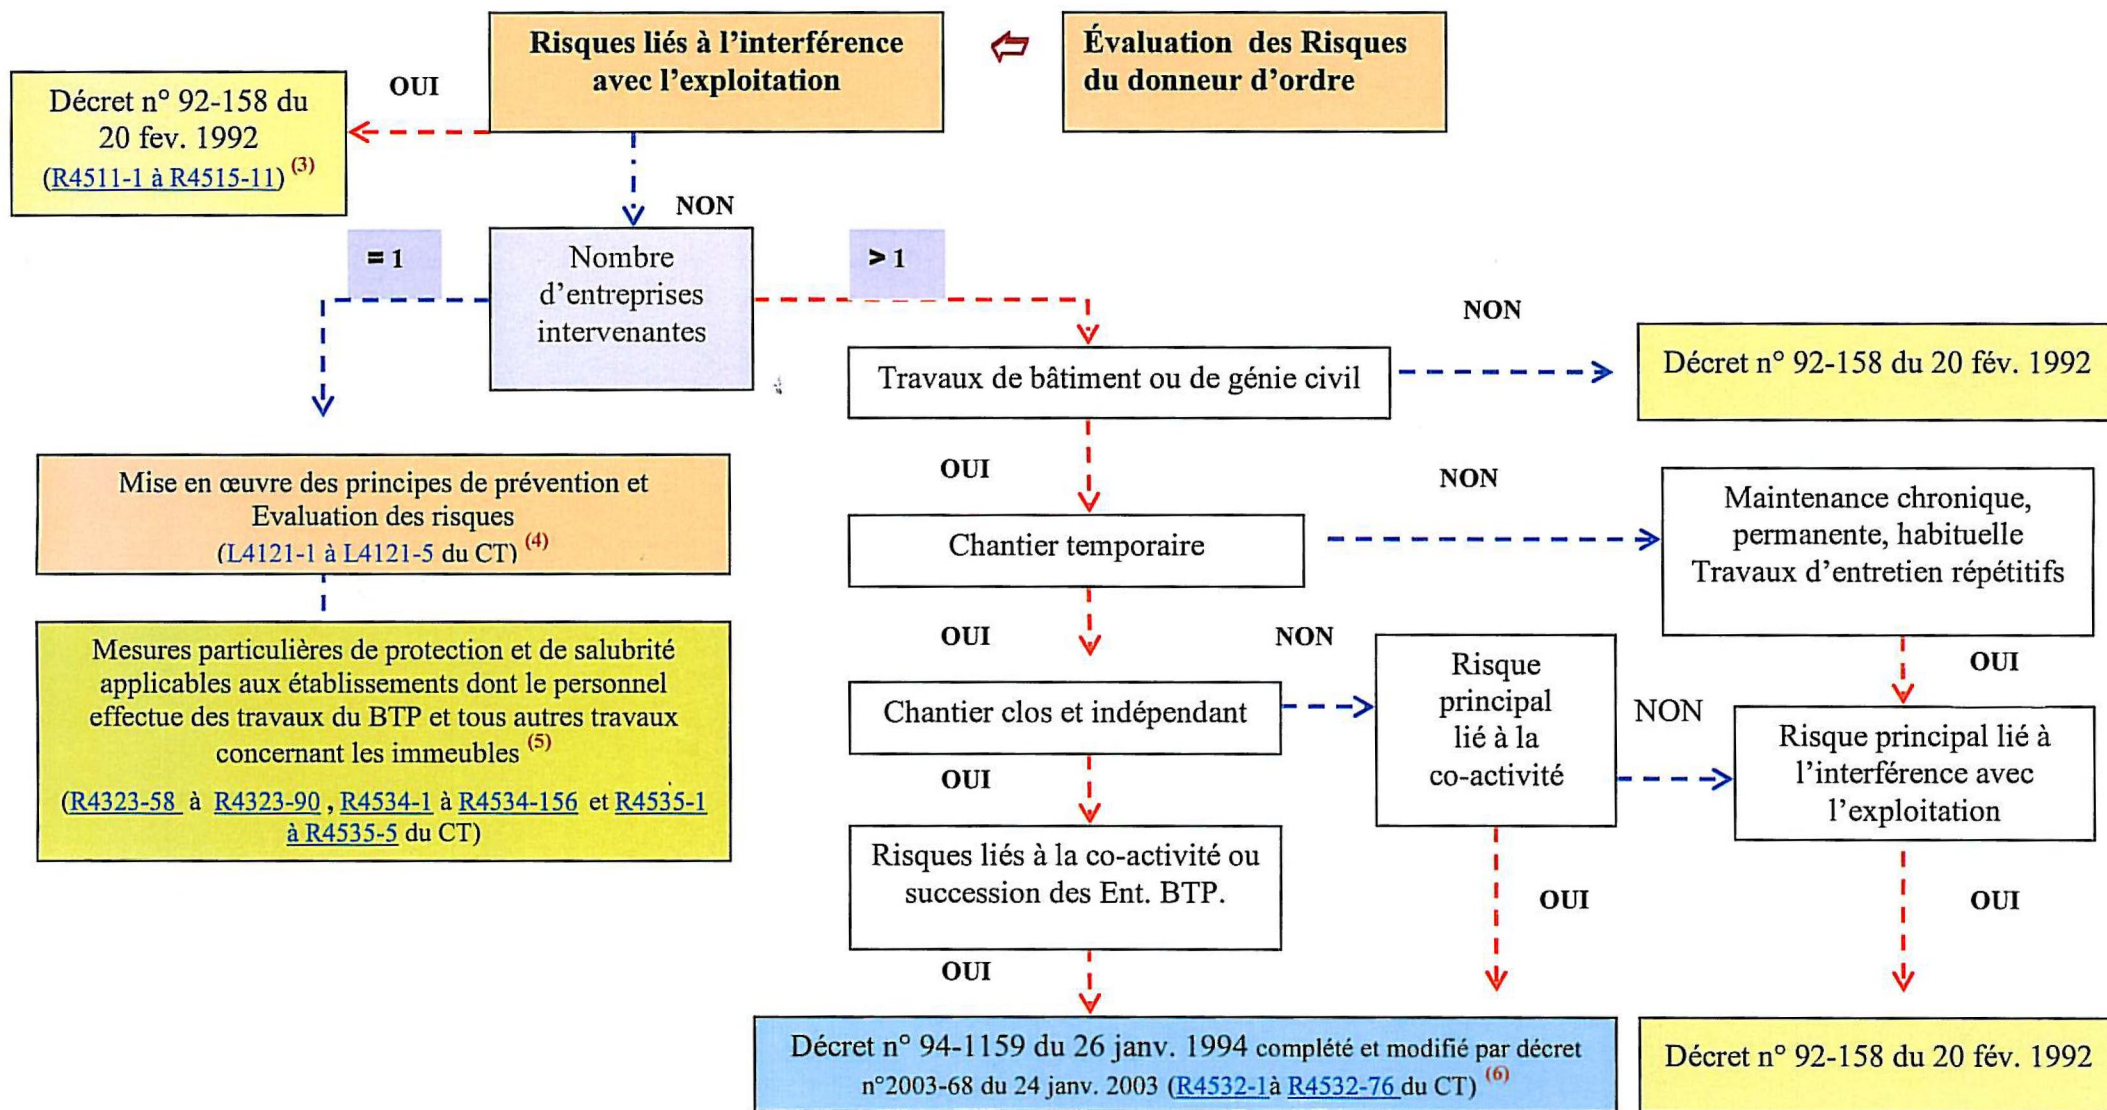 Risques liés à l'interférence
avec l'exploitation
Évaluation des Risques
du donneur d'ordre
OUI
Décret n° 92-158 du
20 fev. 1992
(R4511-1 à R4515-11) (3)
NON
= 1
Nombre
d'entreprises
intervenantes
> 1
NON
Travaux de bâtiment ou de génie civil
Décret n° 92-158 du 20 fév. 1992
OUI
NON
Mise en œuvre des principes de prévention et
Evaluation des risques
(L4121-1 à L4121-5 du CT) (4)
Chantier temporaire
Maintenance chronique,
permanente, habituelle
Travaux d'entretien répétitifs
OUI
NON
OUI
Mesures particulières de protection et de salubrité
applicables aux établissements dont le personnel
effectue des travaux du BTP et tous autres travaux
concernant les immeubles (5)
(R4323-58 à R4323-90 , R4534-1 à R4534-156 et R4535-1
à R4535-5 du CT)
Chantier clos et indépendant
Risque
principal
lié à la
co-activité
NON
Risque principal lié à
l'interférence avec
l'exploitation
OUI
Risques liés à la co-activité ou
succession des Ent. BTP.
OUI
OUI
OUI
Décret n° 94-1159 du 26 janv. 1994 complété et modifié par décret
n°2003-68 du 24 janv. 2003 (R4532-1à R4532-76 du CT) (6)
Décret n° 92-158 du 20 fév. 1992